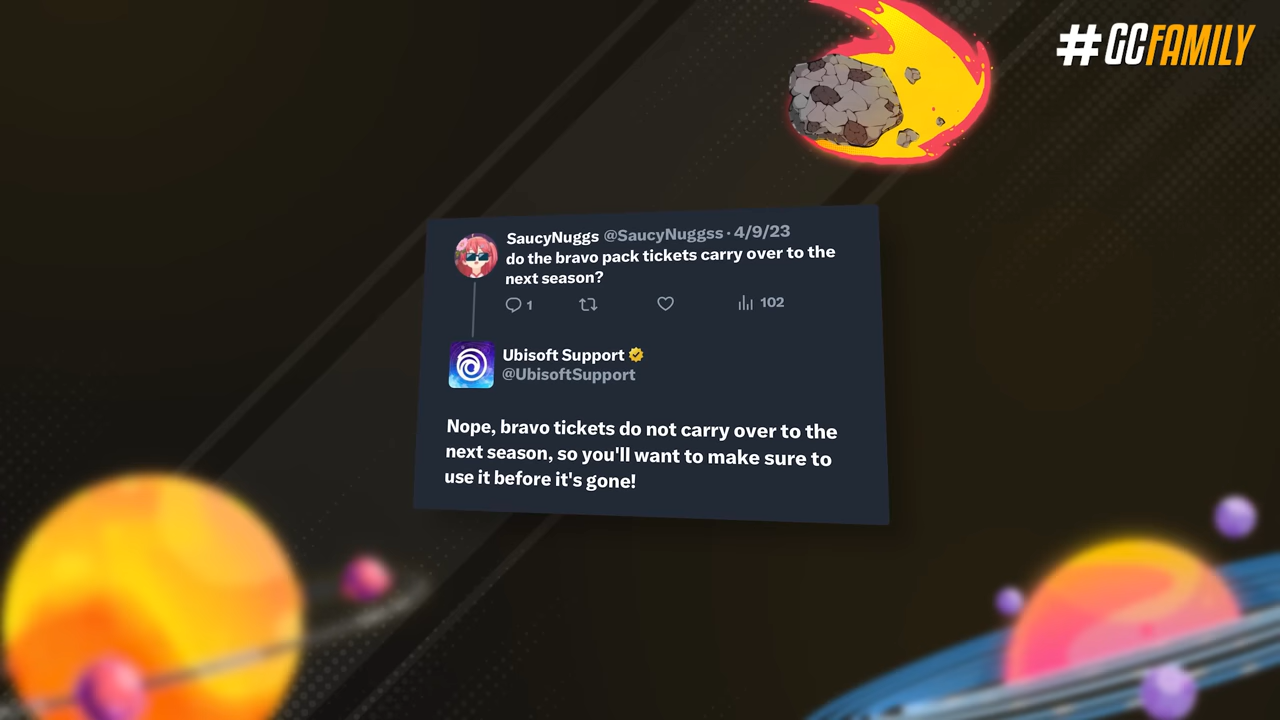 #GCFAMILY
SaucyNuggs @SaucyNuggss · 4/9/23
do the bravo pack tickets carry over to the
next season?
1
102
Ubisoft Support
@UbisoftSupport
Nope, bravo tickets do not carry over to the
next season, so you'll want to make sure to
use it before it's gone!